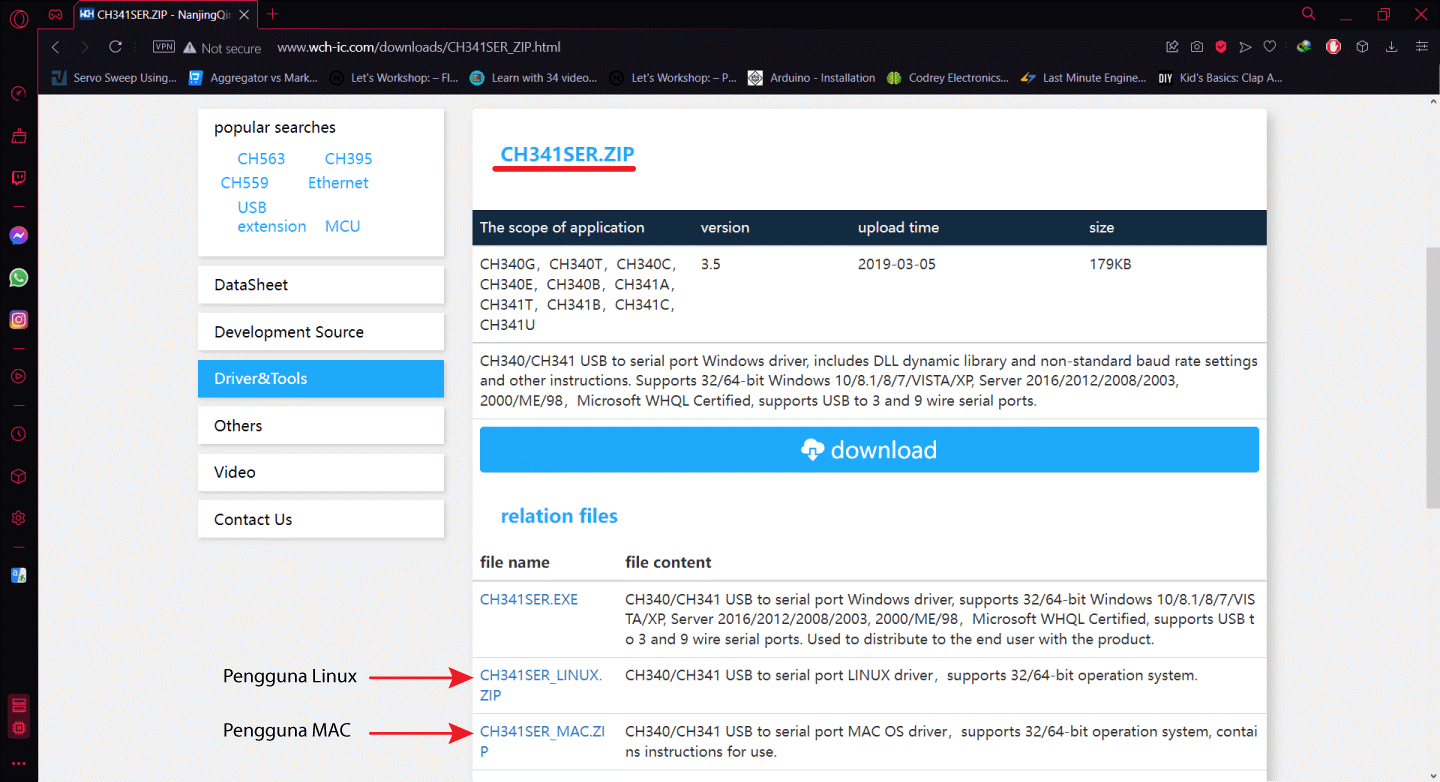 CH341SER.ZIP - NanjingQin
VPN
Not secure
www.wch-ic.com/downloads/CH341SER_ZIP.html
Servo Sweep Using...
Aggregator vs Mark...
Let's Workshop: – Fl...
Learn with 34 video...
Let's Workshop: – P...
Arduino - Installation
Codrey Electronics...
Last Minute Engine...
DIY Kid's Basics: Clap A...
popular searches
CH563 CH395
CH559 Ethernet
USB
extension MCU
DataSheet
Development Source
Driver&Tools
Others
Video
Contact Us
CH341SER.ZIP
The scope of application version upload time size
CH340G，CH340T，CH340C， 3.5 2019-03-05 179KB
CH340E，CH340B，CH341A，
CH341T，CH341B，CH341C，
CH341U
CH340/CH341 USB to serial port Windows driver, includes DLL dynamic library and non-standard baud rate settings
and other instructions. Supports 32/64-bit Windows 10/8.1/8/7/VISTA/XP, Server 2016/2012/2008/2003,
2000/ME/98，Microsoft WHQL Certified, supports USB to 3 and 9 wire serial ports.
download
relation files
file name file content
CH341SER.EXE CH340/CH341 USB to serial port Windows driver, supports 32/64-bit Windows 10/8.1/8/7/VIS
TA/XP, Server 2016/2012/2008/2003, 2000/ME/98，Microsoft WHQL Certified, supports USB t
o 3 and 9 wire serial ports. Used to distribute to the end user with the product.
Pengguna Linux
CH341SER_LINUX. CH340/CH341 USB to serial port LINUX driver，supports 32/64-bit operation system.
ZIP
Pengguna MAC
CH341SER_MAC.ZI CH340/CH341 USB to serial port MAC OS driver，supports 32/64-bit operation system, contai
P ns instructions for use.